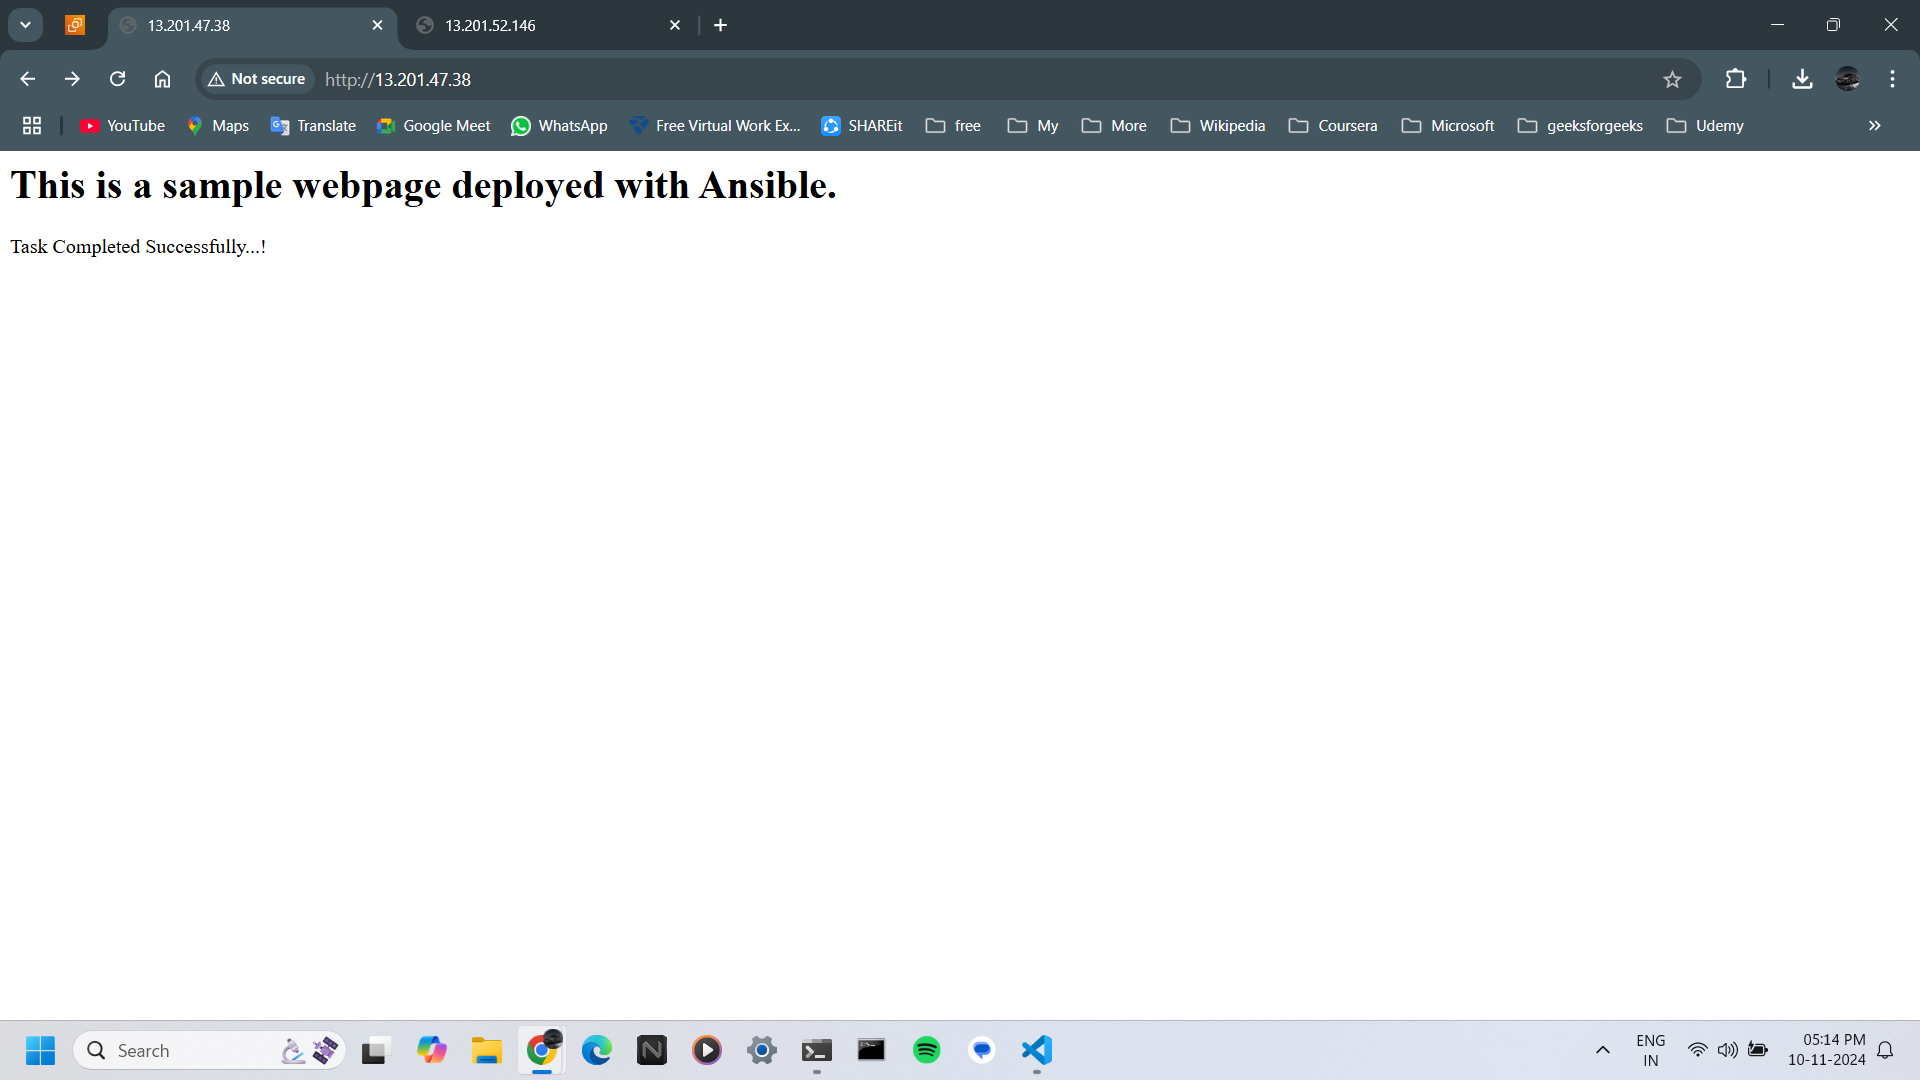 13.201.47.38
13.201.52.146
Not secure
http://13.201.47.38
YouTube
Maps
Translate
Google Meet
WhatsApp
Free Virtual Work Ex...
SHAREit
free
My
More
Wikipedia
Coursera
Microsoft
geeksforgeeks
Udemy
This is a sample webpage deployed with Ansible.
Task Completed Successfully...!
Search
ENG
IN
05:14 PM
10-11-2024